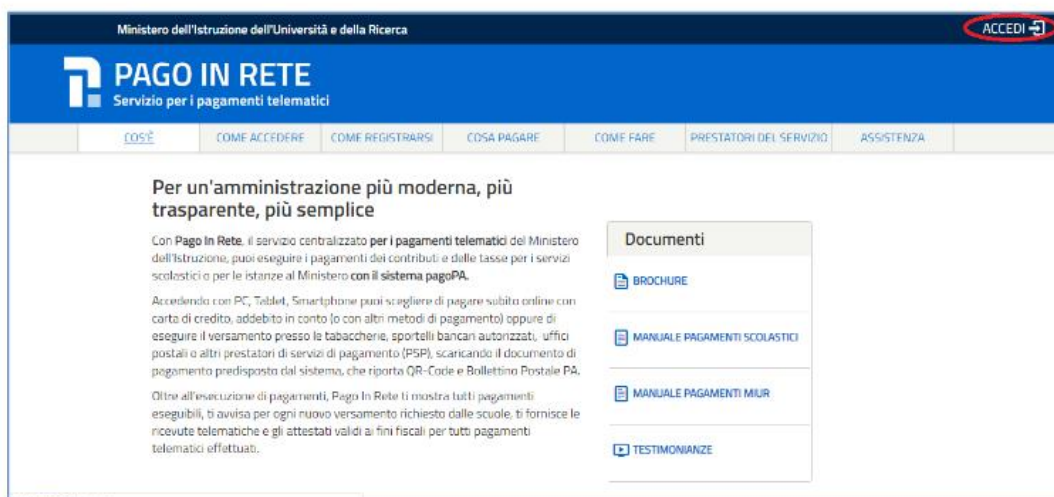 Ministero dell'Istruzione dell'Università e della Ricerca
ACCEDI
PAGO IN RETE
Servizio per i pagamenti telematici
COS'È
COME ACCEDERE
COME REGISTRARSI
COSA PAGARE
COME FARE
PRESTATORI DEL SERVIZIO
ASSISTENZA
Per un'amministrazione più moderna, più
trasparente, più semplice
Con Pago In Rete, il servizio centralizzato per i pagamenti telematici del Ministero
dell'Istruzione, puoi eseguire i pagamenti dei contributi e delle tasse per i servizi
scolastici o per le istanze al Ministero con il sistema pagoPA.
Accedendo con PC, Tablet, Smartphone puoi scegliere di pagare subito online con
carta di credito, addebito in conto (o con altri metodi di pagamento) oppure di
eseguire il versamento presso le tabaccherie, sportelli bancari autorizzati, uffici
postali o altri prestatori di servizi di pagamento (PSP), scaricando il documento di
pagamento predisposto dal sistema, che riporta QR-Code e Bollettino Postale PA.
Oltre all'esecuzione di pagamenti, Pago In Rete ti mostra tutti pagamenti
eseguibili, ti avvisa per ogni nuovo versamento richiesto dalle scuole, ti fornisce le
ricevute telematiche e gli attestati validi ai fini fiscali per tutti pagamenti
telematici effettuati.
Documenti
BROCHURE
MANUALE PAGAMENTI SCOLASTICI
MANUALE PAGAMENTI MIUR
TESTIMONIANZE